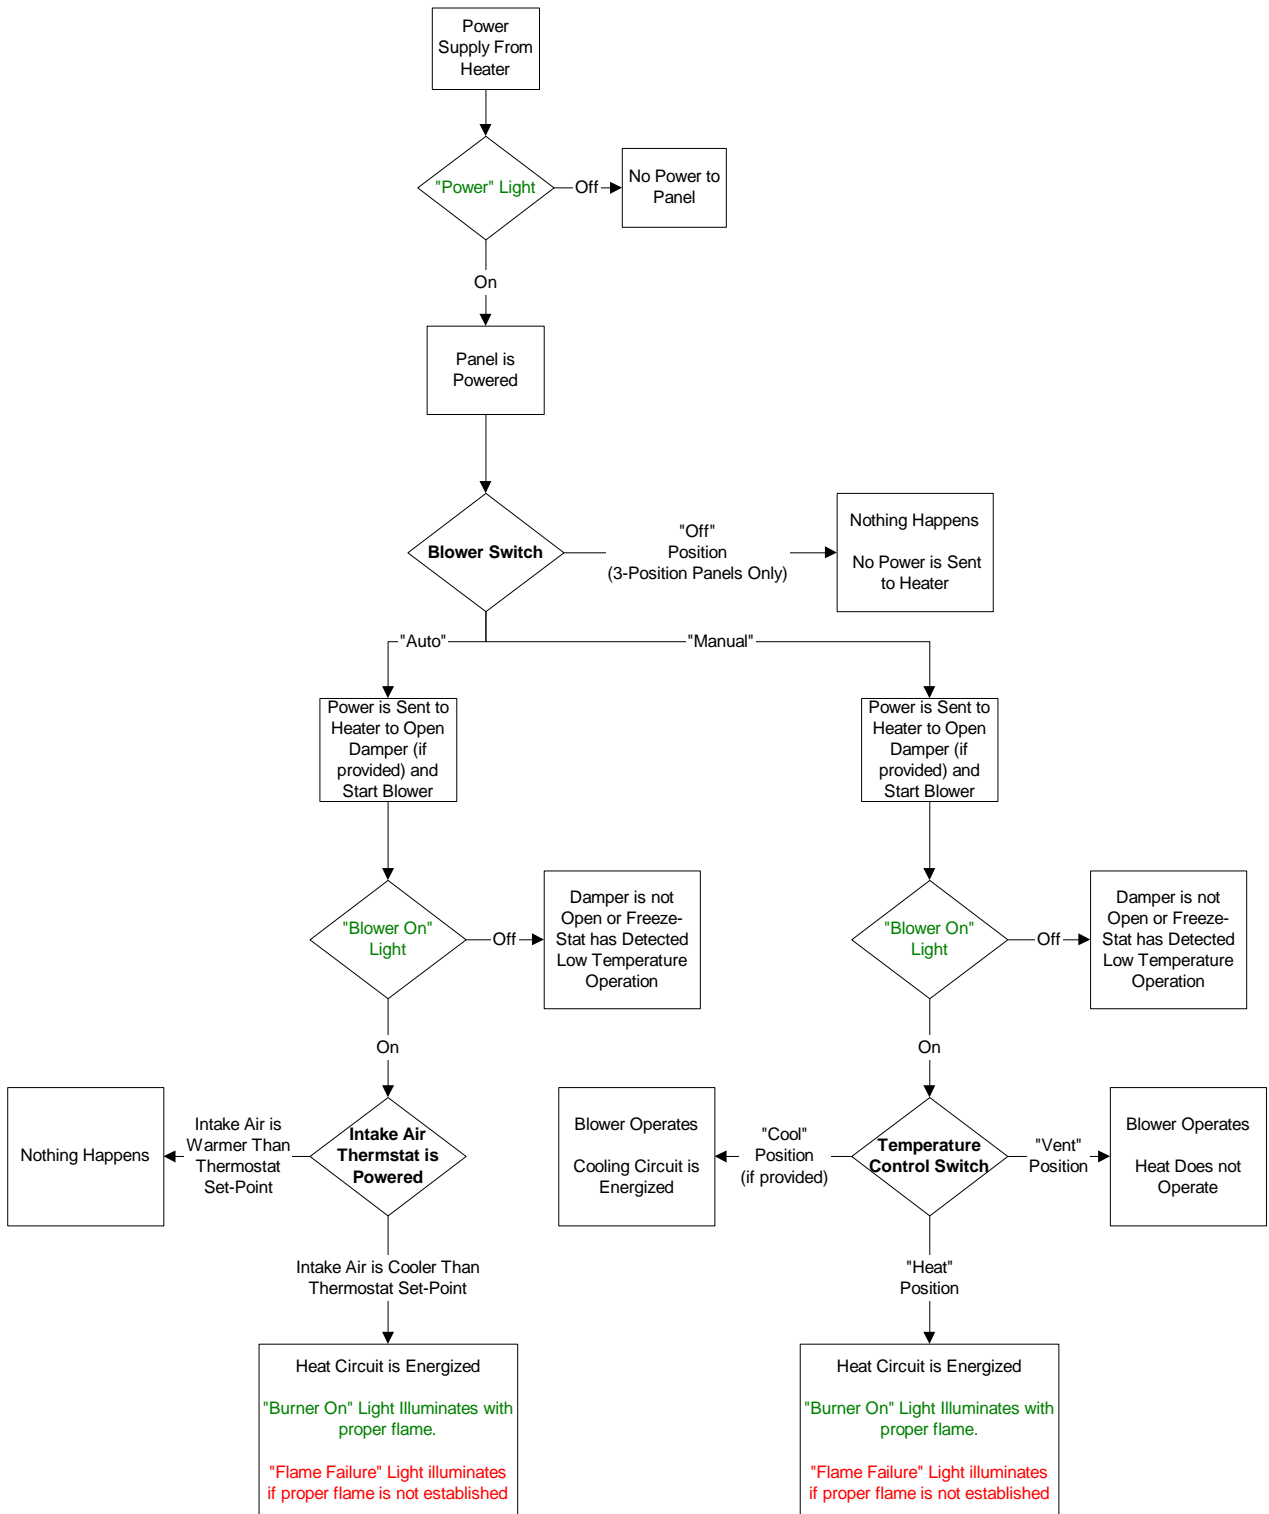 Power
Supply From
Heater
"Power" Light
Off
No Power to
Panel
On
Panel is
Powered
Blower Switch
"Off"
Position
(3-Position Panels Only)
Nothing Happens
No Power is Sent
to Heater
"Auto"
"Manual"
Power is Sent to
Heater to Open
Damper (if
provided) and
Start Blower
Power is Sent to
Heater to Open
Damper (if
provided) and
Start Blower
"Blower On"
Light
Off
Damper is not
Open or Freeze-
Stat has Detected
Low Temperature
Operation
"Blower On"
Light
Off
Damper is not
Open or Freeze-
Stat has Detected
Low Temperature
Operation
On
On
Nothing Happens
Intake Air is
Warmer Than
Thermostat
Set-Point
Intake Air
Thermstat is
Powered
Blower Operates
Cooling Circuit is
Energized
"Cool"
Position
(if provided)
Temperature
Control Switch
"Vent"
Position
Blower Operates
Heat Does not
Operate
Intake Air is Cooler Than
Thermostat Set-Point
"Heat"
Position
Heat Circuit is Energized
"Burner On" Light Illuminates with
proper flame.
"Flame Failure" Light illuminates
if proper flame is not established
Heat Circuit is Energized
"Burner On" Light Illuminates with
proper flame.
"Flame Failure" Light illuminates
if proper flame is not established